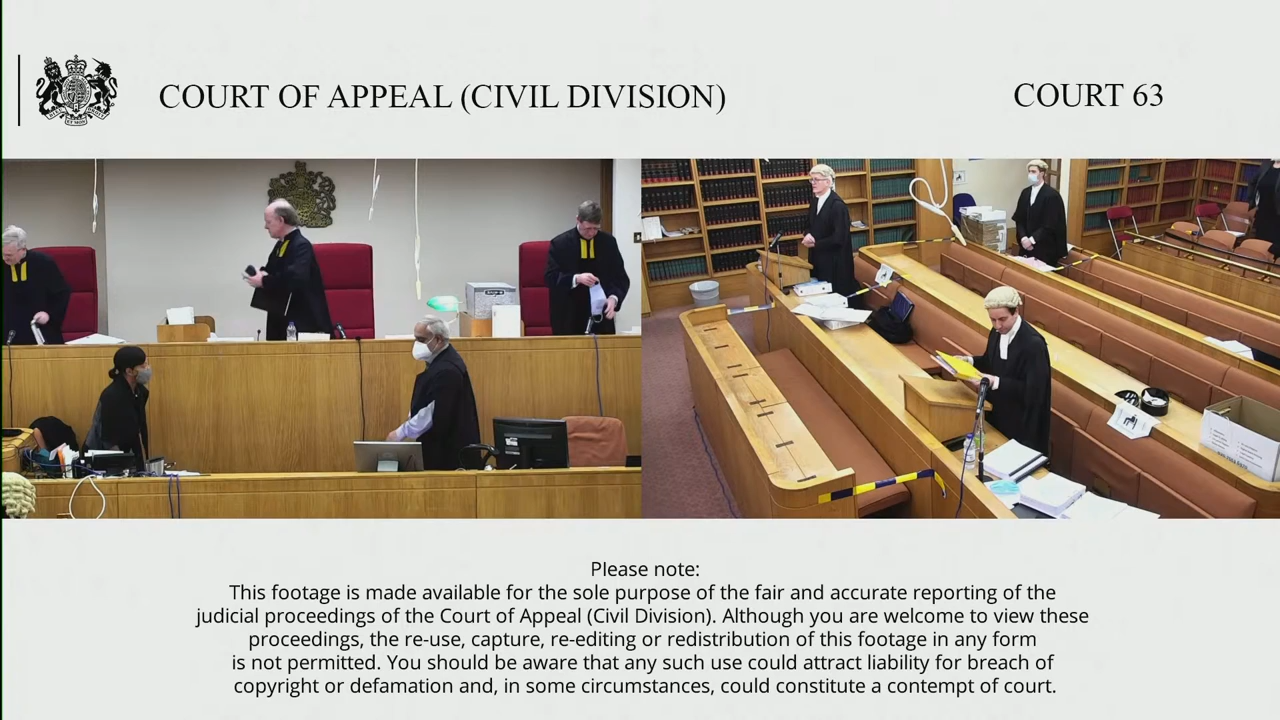 COURT OF APPEAL (CIVIL DIVISION)
COURT 63
Please note:
This footage is made available for the sole purpose of the fair and accurate reporting of the
judicial proceedings of the Court of Appeal (Civil Division). Although you are welcome to view these
proceedings, the re-use, capture, re-editing or redistribution of this footage in any form
is not permitted. You should be aware that any such use could attract liability for breach of
copyright or defamation and, in some circumstances, could constitute a contempt of court.